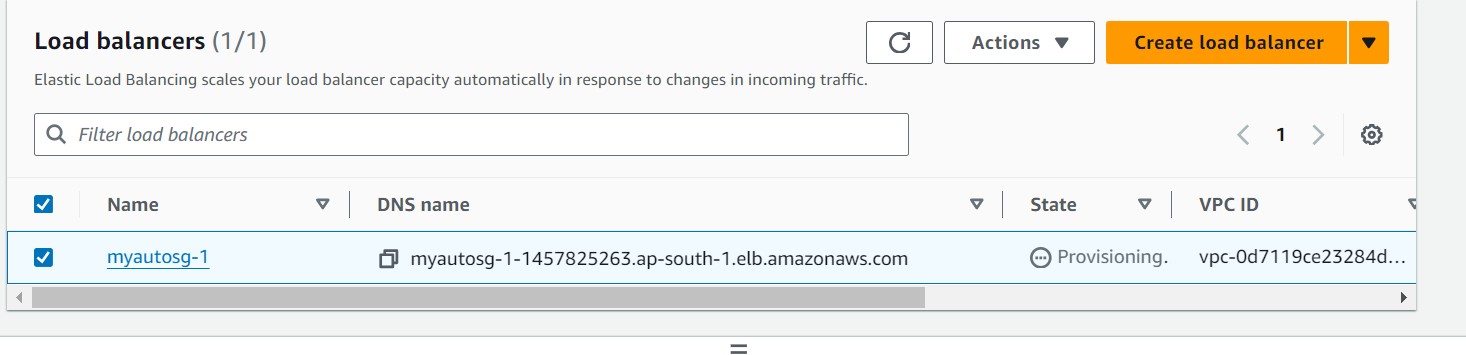 Load balancers (1/1)
Actions
Create load balancer
Elastic Load Balancing scales your load balancer capacity automatically in response to changes in incoming traffic.
Filter load balancers
1
Name DNS name State VPC ID
myautosg-1 myautosg-1-1457825263.ap-south-1.elb.amazonaws.com Provisioning. vpc-0d7119ce23284d...